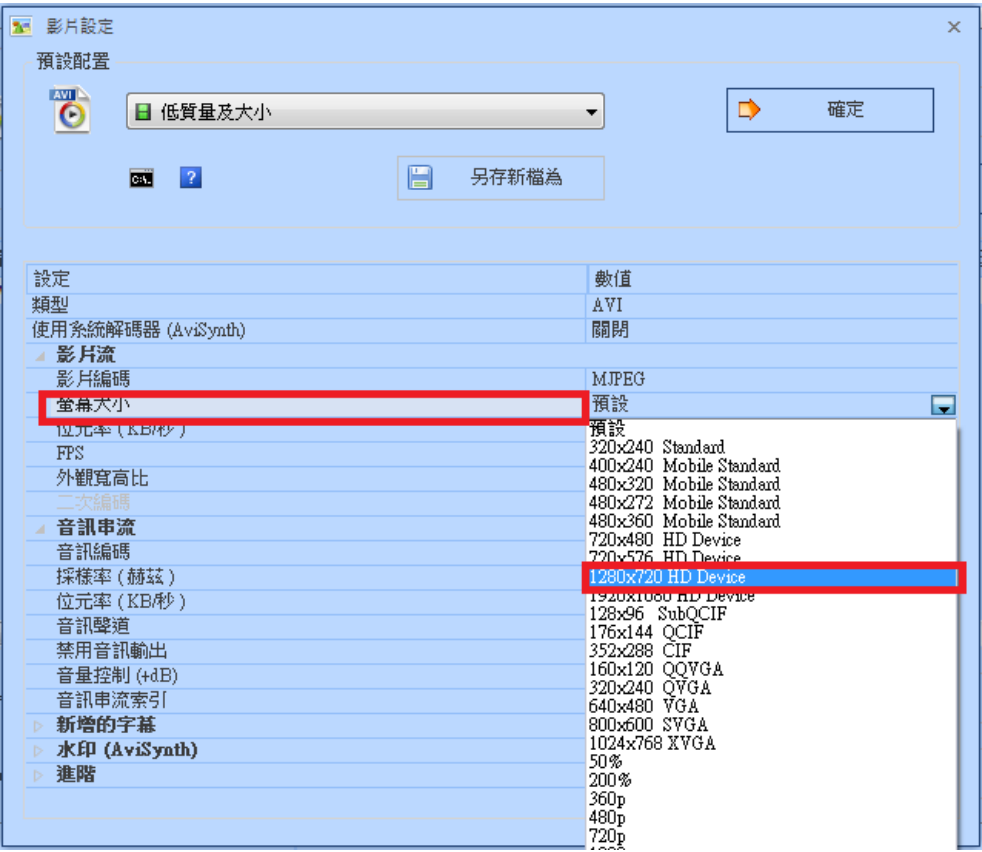 影片設定
預設配置
AVI
低質量及大小
確定
C:\.
?
另存新檔為
設定 數值
類型 AVI
使用系統解碼器 (AviSynth) 關閉
影片流
影片編碼 MJPEG
螢幕大小 預設
位元率 ( KB/秒 )
FPS
外觀寬高比
二次編碼
音訊串流
音訊編碼
採樣率 ( 赫茲 )
位元率 ( KB/秒 )
音訊聲道
禁用音訊輸出
音量控制 (+dB)
音訊串流索引
新增的字幕
水印 (AviSynth)
進階
預設
320x240 Standard
400x240 Mobile Standard
480x320 Mobile Standard
480x272 Mobile Standard
480x360 Mobile Standard
720x480 HD Device
720x576 HD Device
1280x720 HD Device
1920x1080 HD Device
128x96 SubQCIF
176x144 QCIF
352x288 CIF
160x120 QQVGA
320x240 QVGA
640x480 VGA
800x600 SVGA
1024x768 XVGA
50%
200%
360p
480p
720p